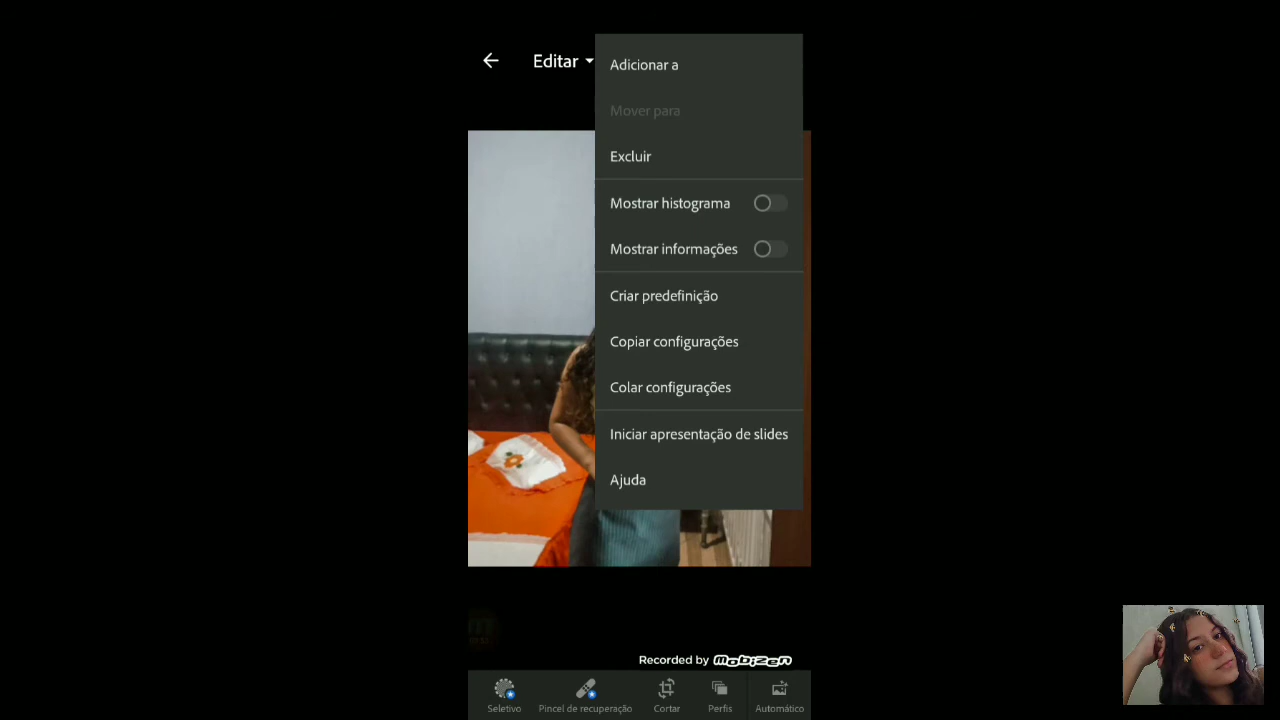 Editar
Adicionar a
Mover para
Excluir
Mostrar histograma
Mostrar informações
Criar predefinição
Copiar configurações
Colar configurações
Iniciar apresentação de slides
Ajuda
Recorded by mobizen
Seletivo
Pincel de recuperação
Cortar
Perfis
Automático